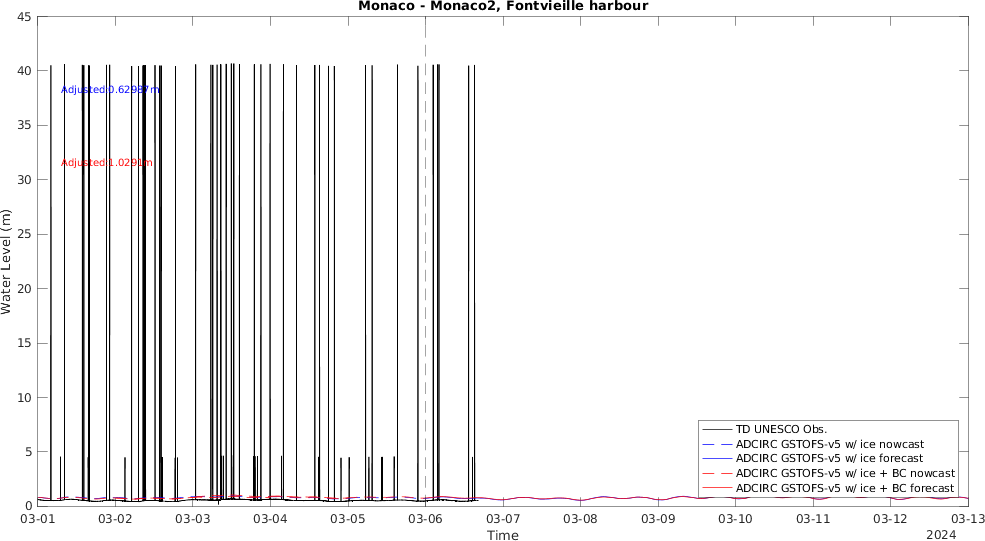 Monaco - Monaco2, Fontvieille harbour
45
40
35
30
25
20
15
10
5
0
Water Level (m)
Adjusted:0.62987m
Adjusted:1.0291m
TD UNESCO Obs.
ADCIRC GSTOFS-v5 w/ ice nowcast
ADCIRC GSTOFS-v5 w/ ice forecast
ADCIRC GSTOFS-v5 w/ ice + BC nowcast
ADCIRC GSTOFS-v5 w/ ice + BC forecast
03-01 03-02 03-03 03-04 03-05 03-06 03-07 03-08 03-09 03-10 03-11 03-12 03-13
Time
2024